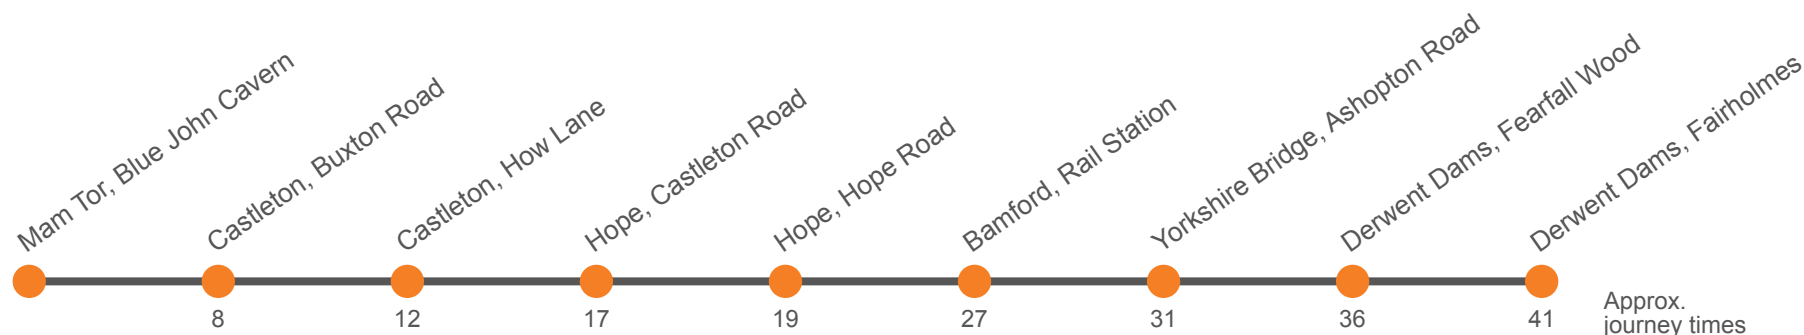 Mam Tor, Blue John Cavern
Castleton, Buxton Road
Castleton, How Lane
Hope, Castleton Road
Hope, Hope Road
Bamford, Rail Station
Yorkshire Bridge, Ashopton Road
Derwent Dams, Fearfall Wood
Derwent Dams, Fairholmes
8
12
17
19
27
31
36
41
Approx.
journey times